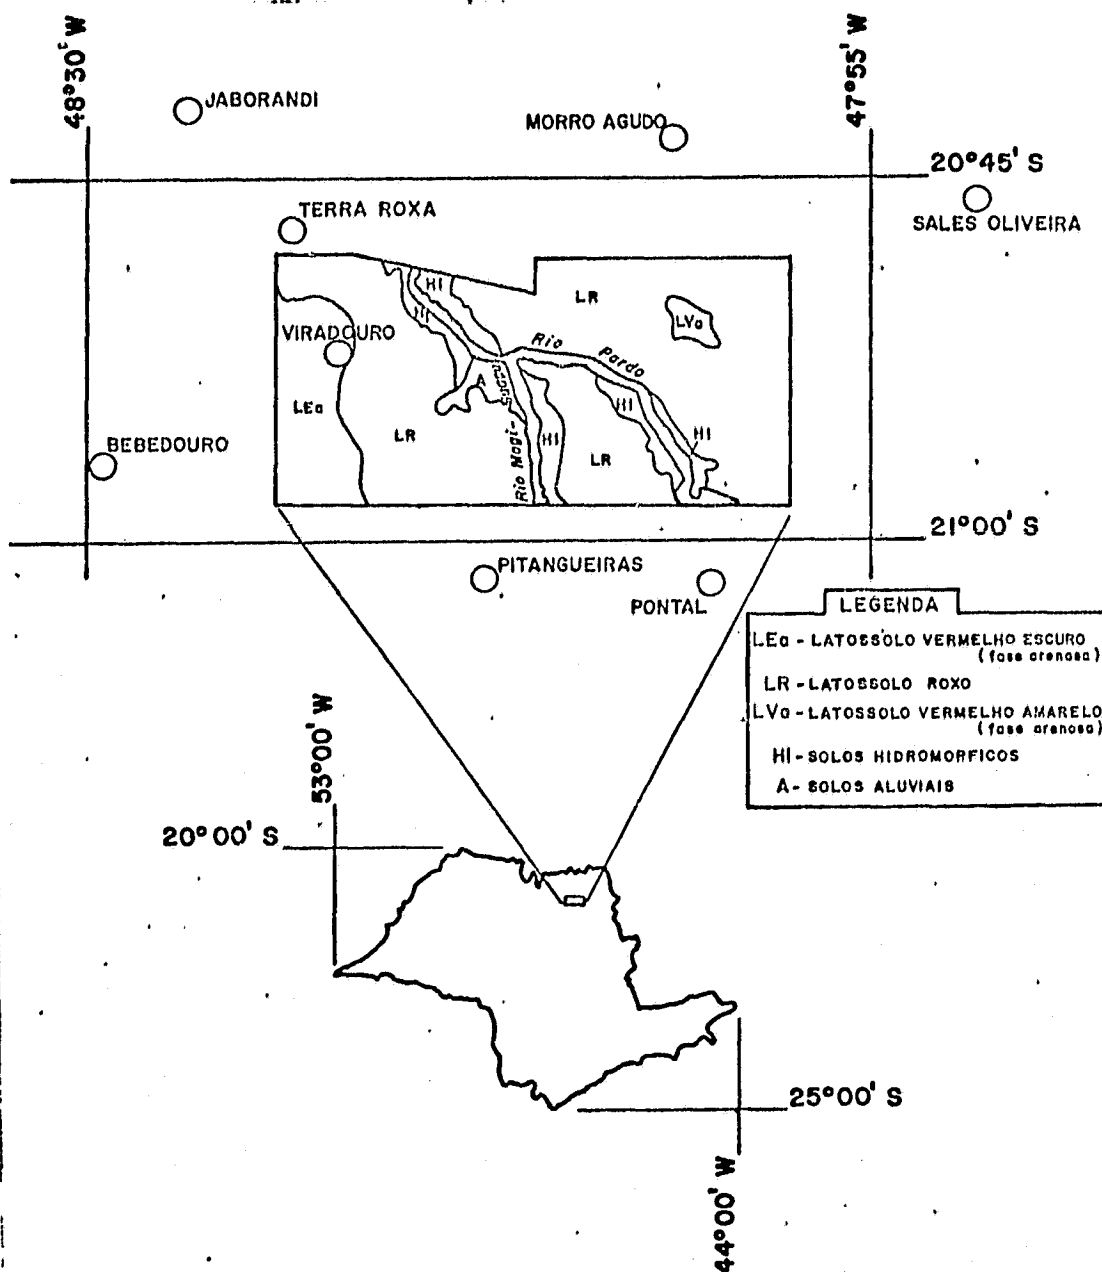 48°30' W
47°55' W
JABORANDI
MORRO AGUDO
20°45' S
SALES OLIVEIRA
TERRA ROXA
HI
LR
HI
LVa
VIRADOURO
Rio Pardo
A
HI
LEa
LR
Rio Mogi-
HI
LR
HI
BEBEDOURO
21°00' S
PITANGUEIRAS
PONTAL
LEGENDA
LEa - LATOSSOLO VERMELHO ESCURO
(fase arenosa)
LR - LATOSSOLO ROXO
LVa - LATOSSOLO VERMELHO AMARELO
(fase arenosa)
HI - SOLOS HIDROMORFICOS
A - SOLOS ALUVIAIS
53°00' W
20°00' S
25°00' S
44°00' W